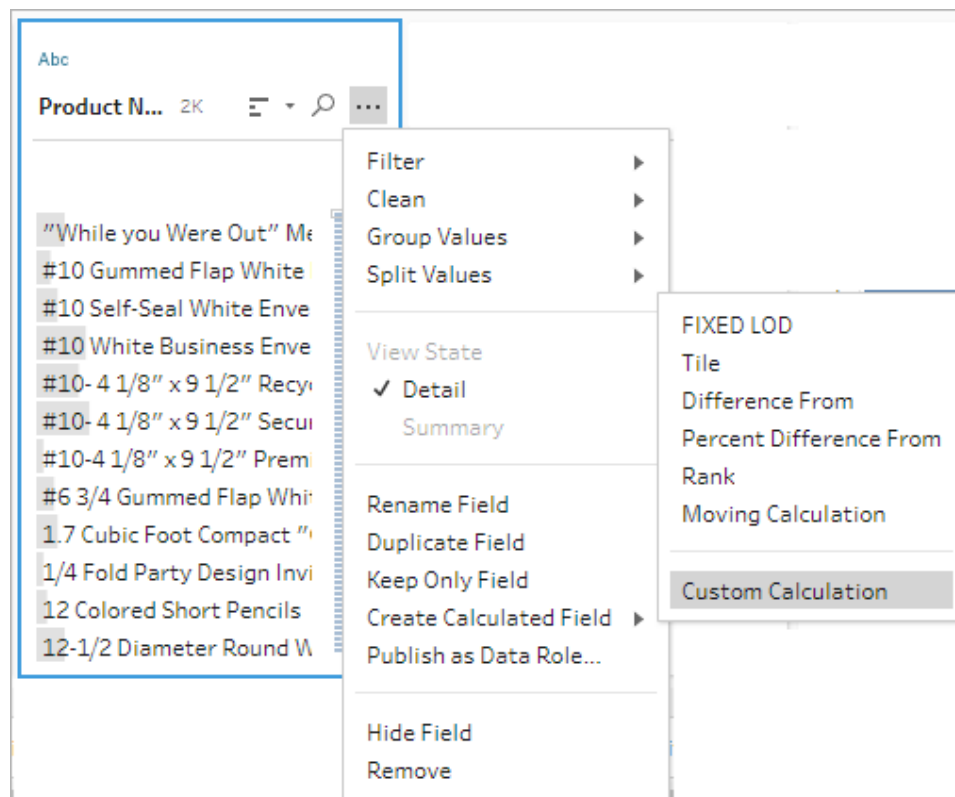 Abc
Product N... 2K
"While you Were Out" Me
#10 Gummed Flap White
#10 Self-Seal White Enve
#10 White Business Enve
#10- 4 1/8" x 9 1/2" Recy
#10- 4 1/8" x 9 1/2" Secur
#10-4 1/8" x 9 1/2" Premi
#6 3/4 Gummed Flap Whit
1.7 Cubic Foot Compact "
1/4 Fold Party Design Invi
12 Colored Short Pencils
12-1/2 Diameter Round W
Filter
Clean
Group Values
Split Values
View State
✓ Detail
Summary
Rename Field
Duplicate Field
Keep Only Field
Create Calculated Field
Publish as Data Role...
Hide Field
Remove
FIXED LOD
Tile
Difference From
Percent Difference From
Rank
Moving Calculation
Custom Calculation